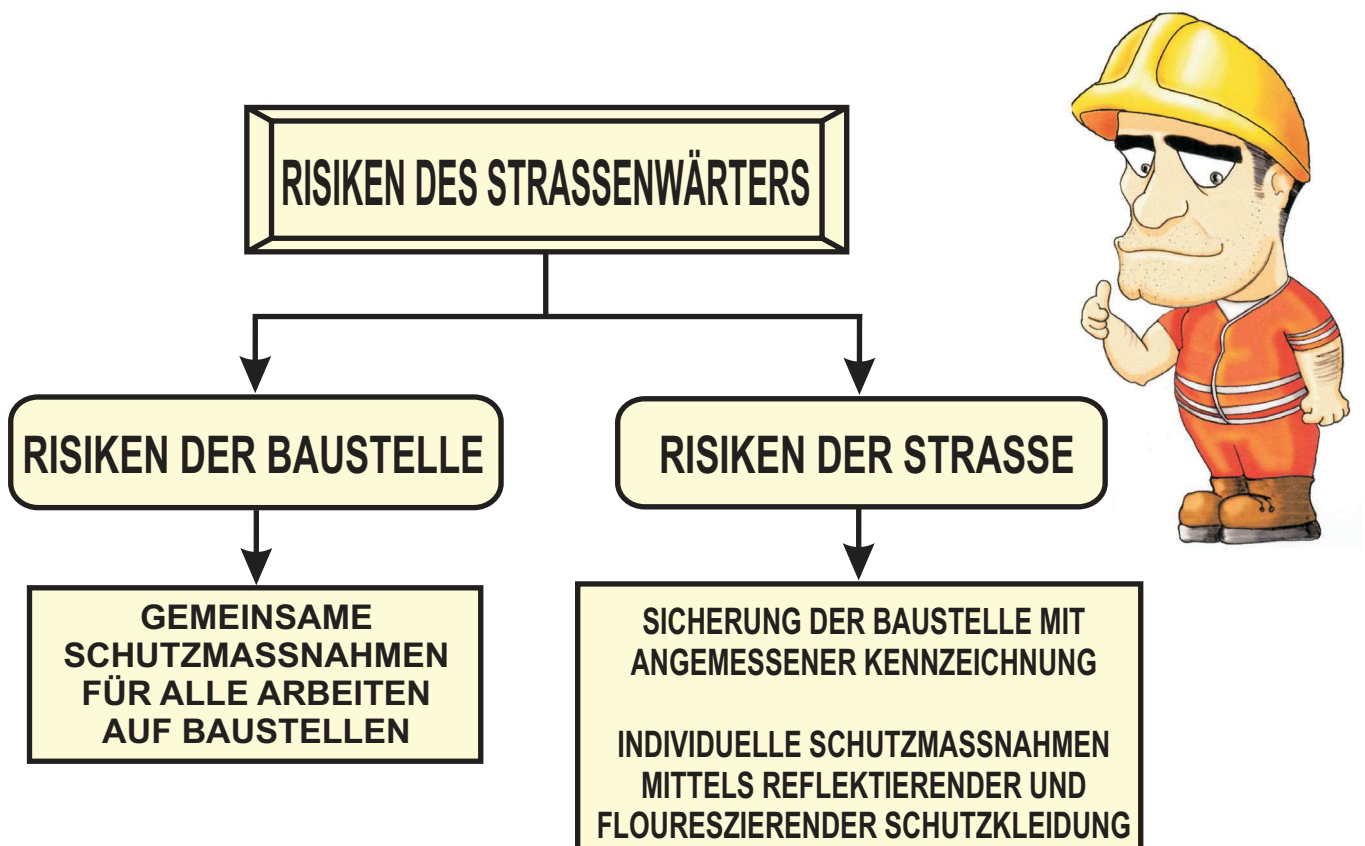 RISIKEN DES STRASSENWÄRTERS
RISIKEN DER BAUSTELLE
RISIKEN DER STRASSE
GEMEINSAME
SCHUTZMASSNAHMEN
FÜR ALLE ARBEITEN
AUF BAUSTELLEN
SICHERUNG DER BAUSTELLE MIT
ANGEMESSENER KENNZEICHNUNG
INDIVIDUELLE SCHUTZMASSNAHMEN
MITTELS REFLEKTIERENDER UND
FLOURESZIERENDER SCHUTZKLEIDUNG